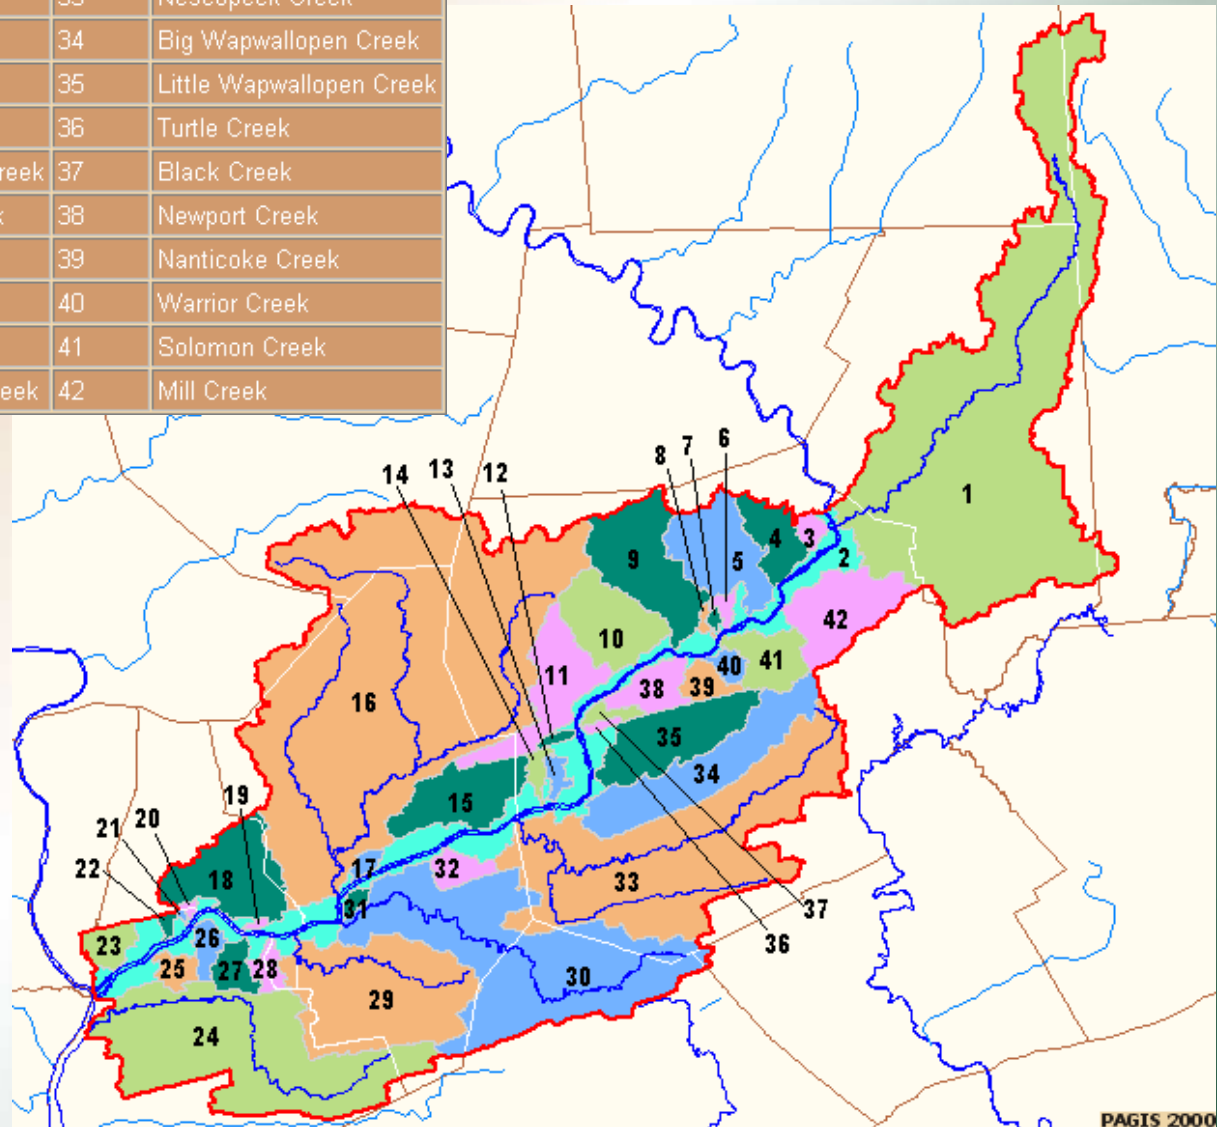 33 Nescopeck Creek
34 Big Wapwallopen Creek
35 Little Wapwallopen Creek
36 Turtle Creek
reek 37 Black Creek
k 38 Newport Creek
39 Nanticoke Creek
40 Warrior Creek
41 Solomon Creek
eek 42 Mill Creek
6
7
8
14 13 12
1
9 5 4 3 2
10 42
11 38 39 40 41
16
35
34
19 15
21 20
22 17 32
18 33
31 37
23 26 36
25 27 28 30
29
24
PAGIS 2000